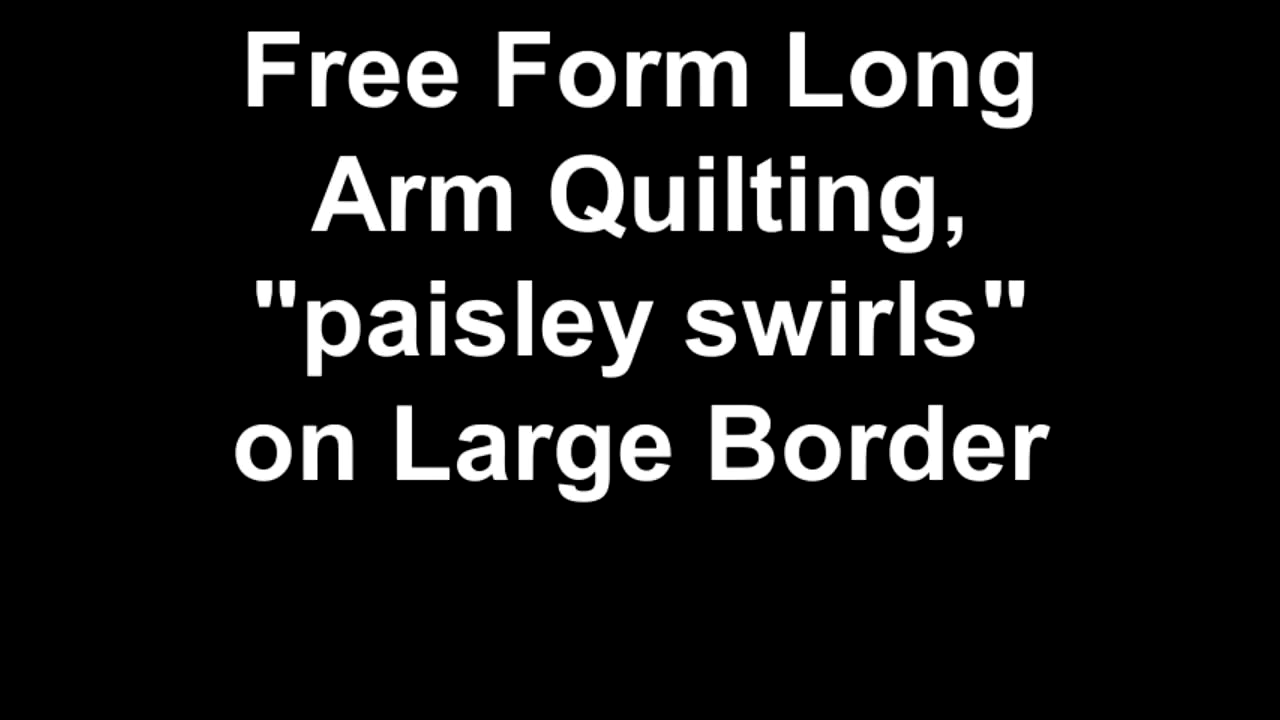 Free Form Long
Arm Quilting,
"paisley swirls"
on Large Border